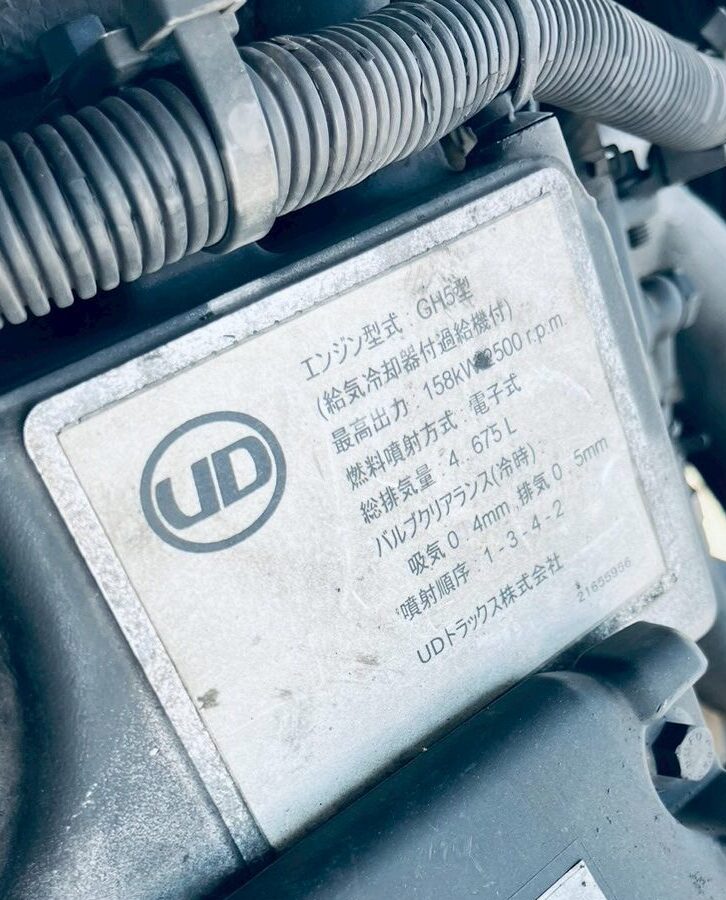 UD
エンジン型式：GH5型
(給気冷却器付過給機付)
最高出力：158kW 2500 r.p.m
燃料噴射方式：電子式
総排気量：4．675 L
バルブクリアランス(冷時)
吸気0．4mm, 排気0．5mm
噴射順序：1-3-4-2
UDトラックス株式会社
21655956